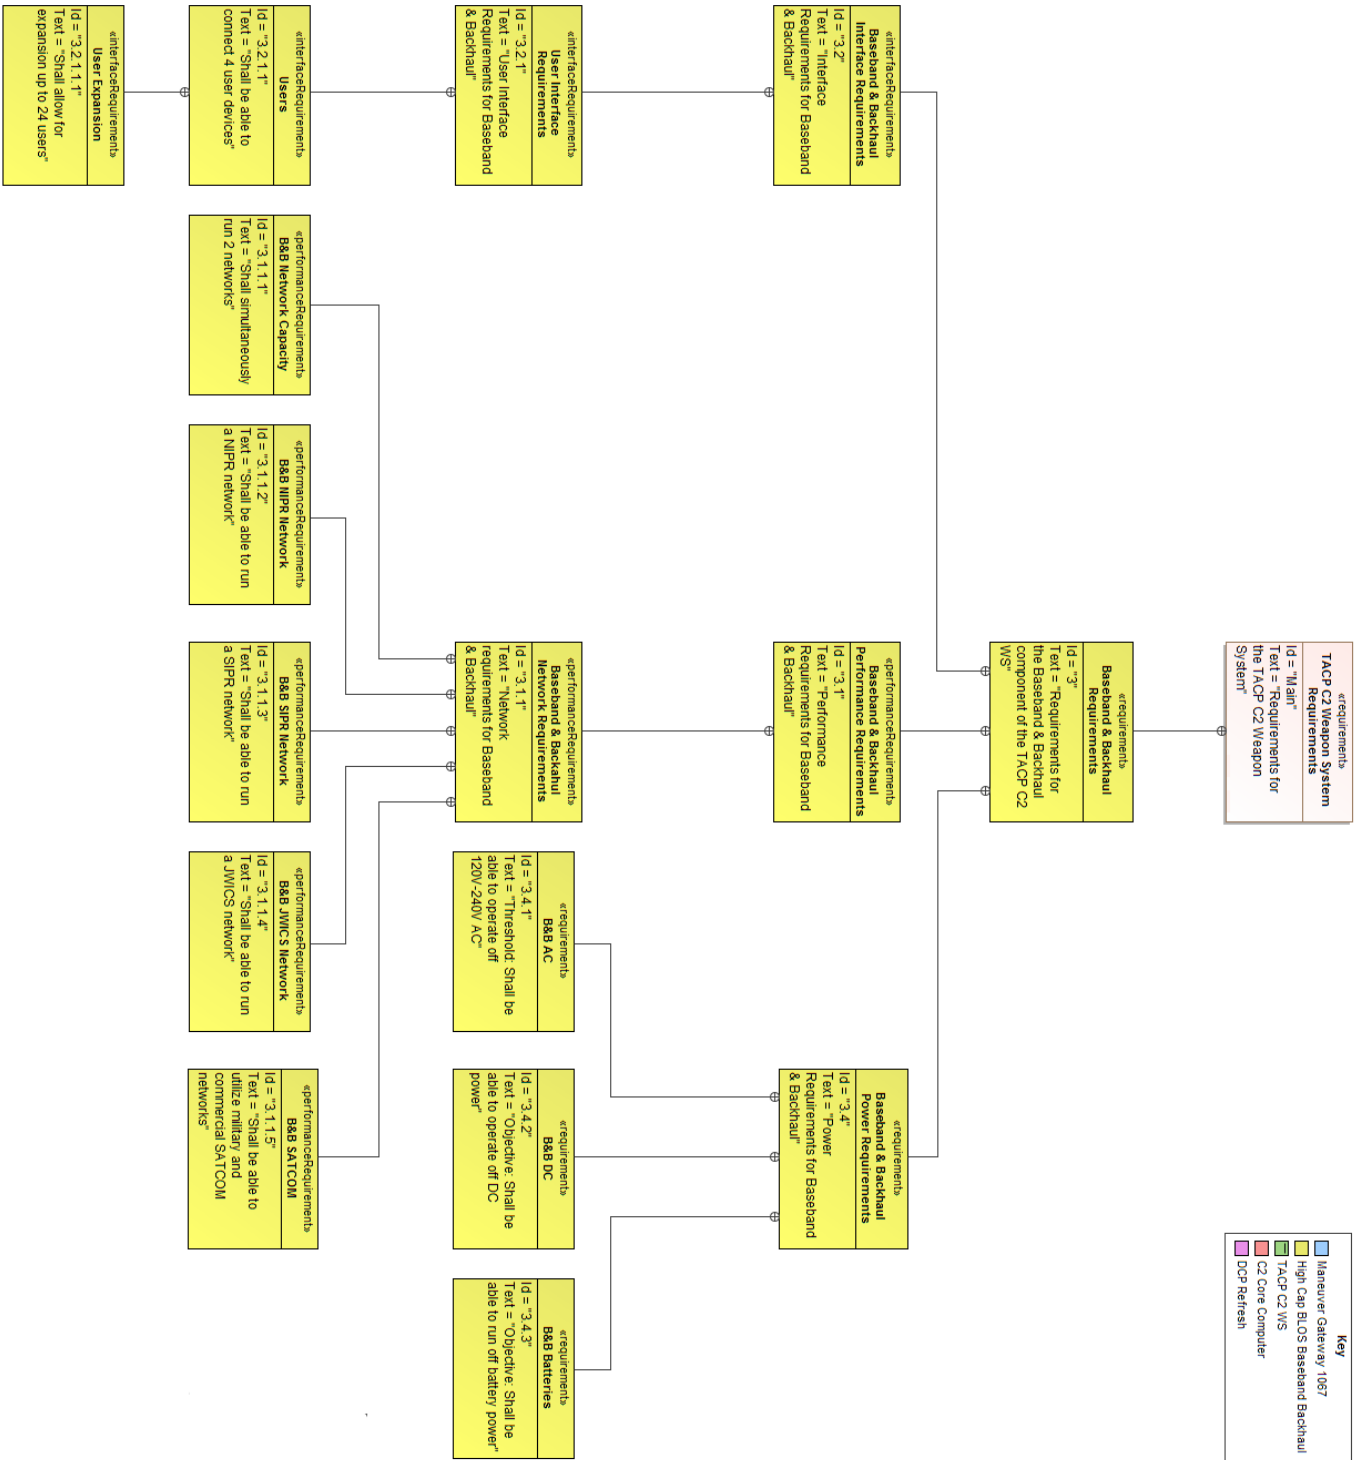 «requirement»
TACP C2 Weapon System
Requirements
Id = "Main"
Text = "Requirements for
the TACP C2 Weapon
System"
Key
Maneuver Gateway 1067
High Cap BLOS Baseband Backhaul
TACP C2 WS
C2 Core Computer
DCP Refresh
«requirement»
Baseband & Backhaul
Requirements
Id = "3"
Text = "Requirements for
the Baseband & Backhaul
component of the TACP C2
WS"
«interfaceRequirement»
Baseband & Backhaul
Interface Requirements
Id = "3.2"
Text = "Interface
Requirements for Baseband
& Backhaul"
«performanceRequirement»
Baseband & Backhaul
Performance Requirements
Id = "3.1"
Text = "Performance
Requirements for Baseband
& Backhaul"
«requirement»
Baseband & Backhaul
Power Requirements
Id = "3.4"
Text = "Power
Requirements for Baseband
& Backhaul"
«interfaceRequirement»
User Interface
Requirements
Id = "3.2.1"
Text = "User Interface
Requirements for Baseband
& Backhaul"
«performanceRequirement»
Baseband & Backahul
Network Requirements
Id = "3.1.1"
Text = "Network
requirements for Baseband
& Backhaul"
«requirement»
B&B AC
Id = "3.4.1"
Text = "Threshold: Shall be
able to operate off
120V-240V AC"
«requirement»
B&B DC
Id = "3.4.2"
Text = "Objective: Shall be
able to operate off DC
power"
«requirement»
B&B Batteries
Id = "3.4.3"
Text = "Objective: Shall be
able to run off battery power"
«interfaceRequirement»
Users
Id = "3.2.1.1"
Text = "Shall be able to
connect 4 user devices"
«performanceRequirement»
B&B Network Capacity
Id = "3.1.1.1"
Text = "Shall simultaneously
run 2 networks"
«performanceRequirement»
B&B NIPR Network
Id = "3.1.1.2"
Text = "Shall be able to run
a NIPR network"
«performanceRequirement»
B&B SIPR Network
Id = "3.1.1.3"
Text = "Shall be able to run
a SIPR network"
«performanceRequirement»
B&B JWICS Network
Id = "3.1.1.4"
Text = "Shall be able to run
a JWICS network"
«performanceRequirement»
B&B SATCOM
Id = "3.1.1.5"
Text = "Shall be able to
utilize military and
commercial SATCOM
networks"
«interfaceRequirement»
User Expansion
Id = "3.2.1.1.1"
Text = "Shall allow for
expansion up to 24 users"